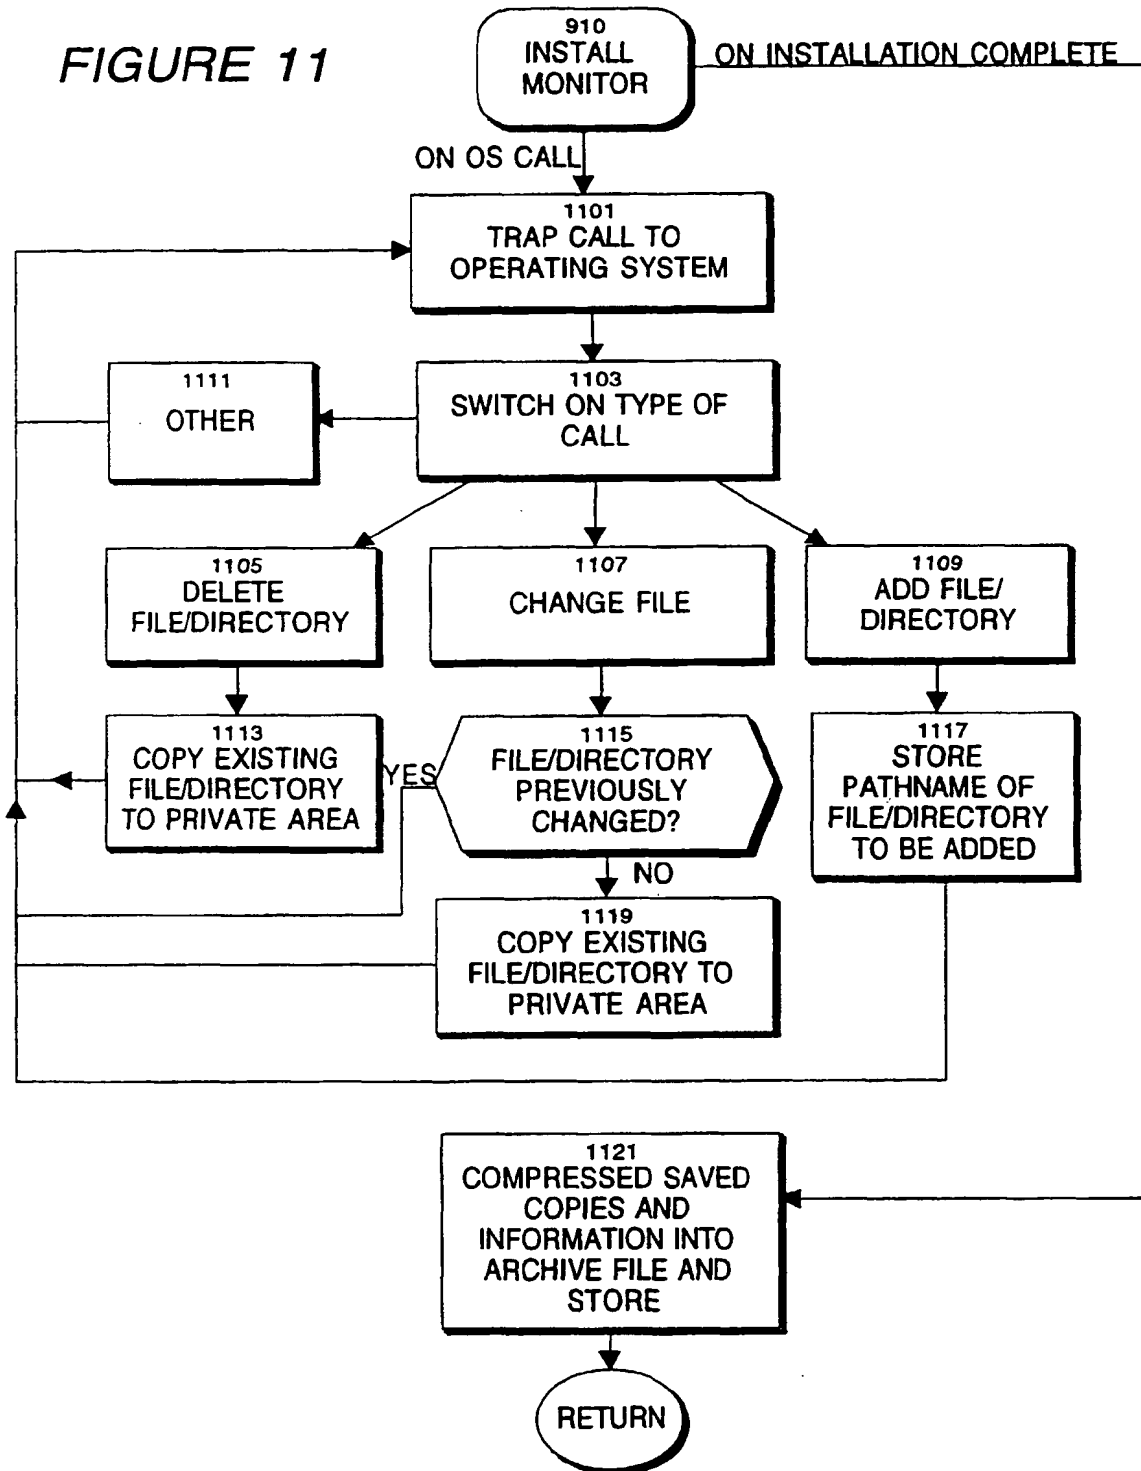 FIGURE 11
910
INSTALL
MONITOR
ON INSTALLATION COMPLETE
ON OS CALL
1101
TRAP CALL TO
OPERATING SYSTEM
1111
OTHER
1103
SWITCH ON TYPE OF
CALL
1105
DELETE
FILE/DIRECTORY
1107
CHANGE FILE
1109
ADD FILE/
DIRECTORY
1113
COPY EXISTING
FILE/DIRECTORY
TO PRIVATE AREA
YES
1115
FILE/DIRECTORY
PREVIOUSLY
CHANGED?
1117
STORE
PATHNAME OF
FILE/DIRECTORY
TO BE ADDED
NO
1119
COPY EXISTING
FILE/DIRECTORY TO
PRIVATE AREA
1121
COMPRESSED SAVED
COPIES AND
INFORMATION INTO
ARCHIVE FILE AND
STORE
RETURN